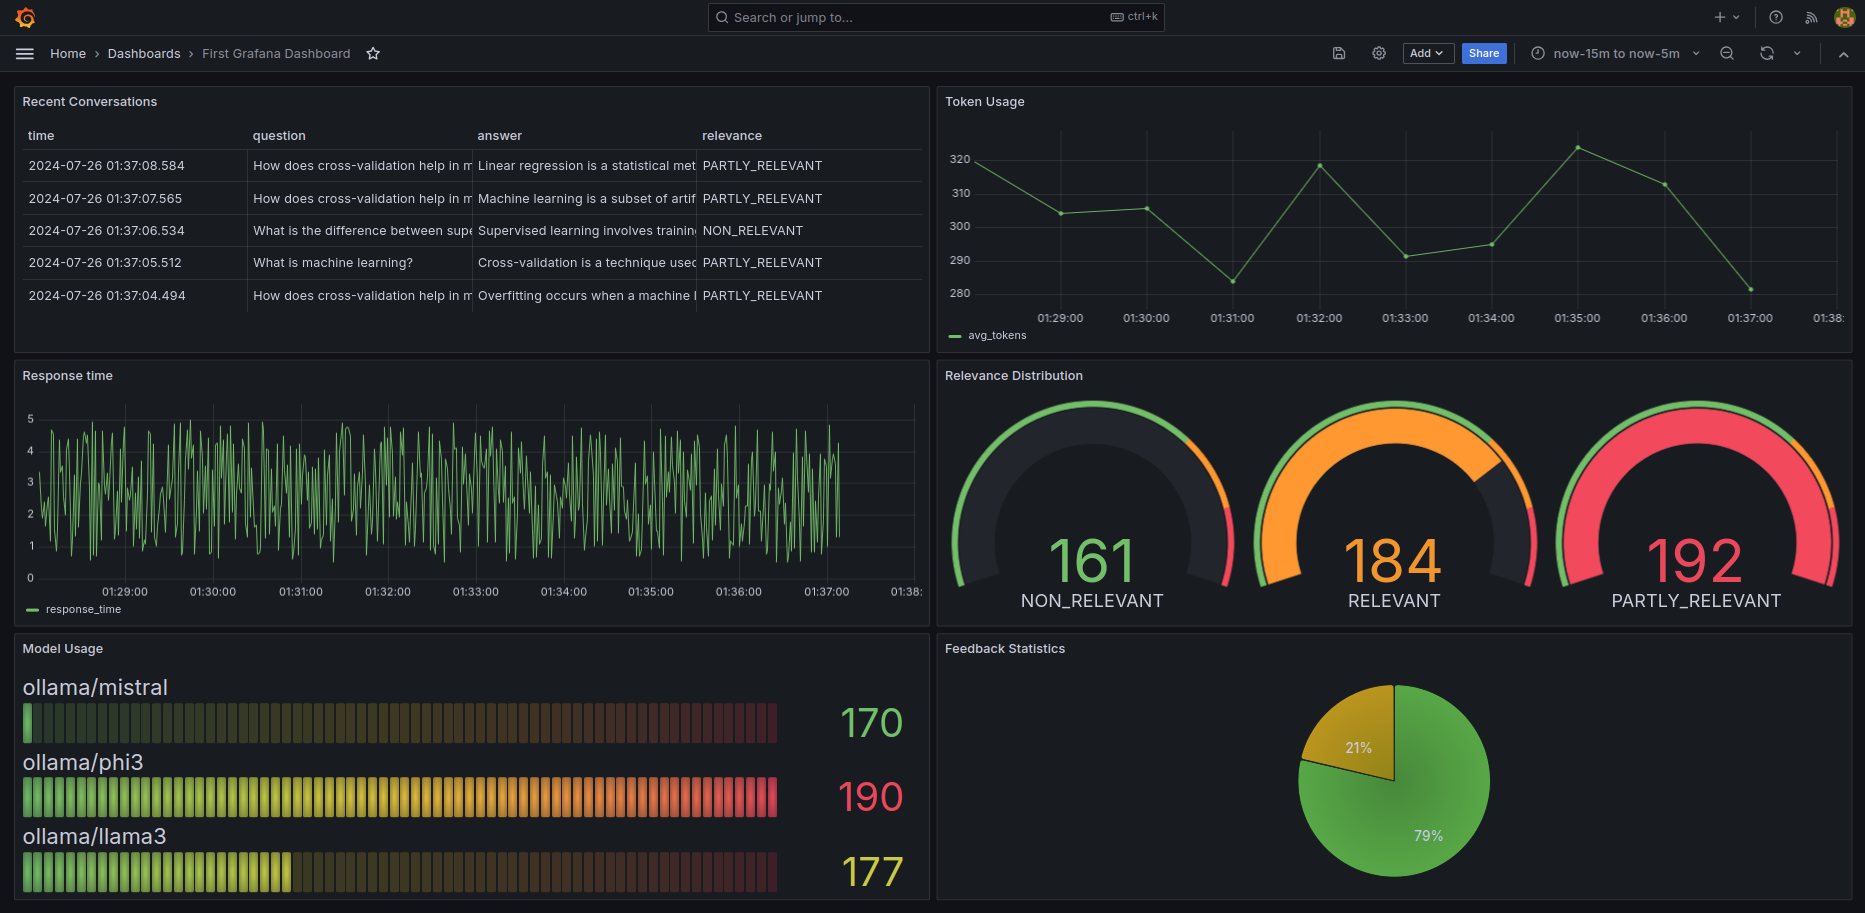 Search or jump to...
ctrl+k
Home › Dashboards › First Grafana Dashboard
Add
Share
now-15m to now-5m
Recent Conversations
time question answer relevance
2024-07-26 01:37:08.584 How does cross-validation help in m Linear regression is a statistical met PARTLY_RELEVANT
2024-07-26 01:37:07.565 How does cross-validation help in m Machine learning is a subset of artif PARTLY_RELEVANT
2024-07-26 01:37:06.534 What is the difference between supe Supervised learning involves training NON_RELEVANT
2024-07-26 01:37:05.512 What is machine learning? Cross-validation is a technique used PARTLY_RELEVANT
2024-07-26 01:37:04.494 How does cross-validation help in m Overfitting occurs when a machine l PARTLY_RELEVANT
Token Usage
320
310
300
290
280
01:29:00 01:30:00 01:31:00 01:32:00 01:33:00 01:34:00 01:35:00 01:36:00 01:37:00 01:38:
avg_tokens
Response time
5
4
3
2
1
0
01:29:00 01:30:00 01:31:00 01:32:00 01:33:00 01:34:00 01:35:00 01:36:00 01:37:00 01:38:
response_time
Relevance Distribution
161 184 192
NON_RELEVANT RELEVANT PARTLY_RELEVANT
Model Usage
ollama/mistral
170
ollama/phi3
190
ollama/llama3
177
Feedback Statistics
21%
79%